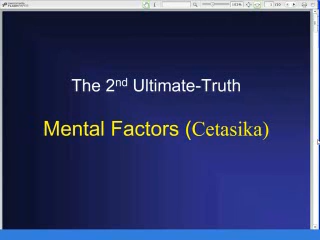 The 2nd Ultimate-Truth
Mental Factors (Cetasika)